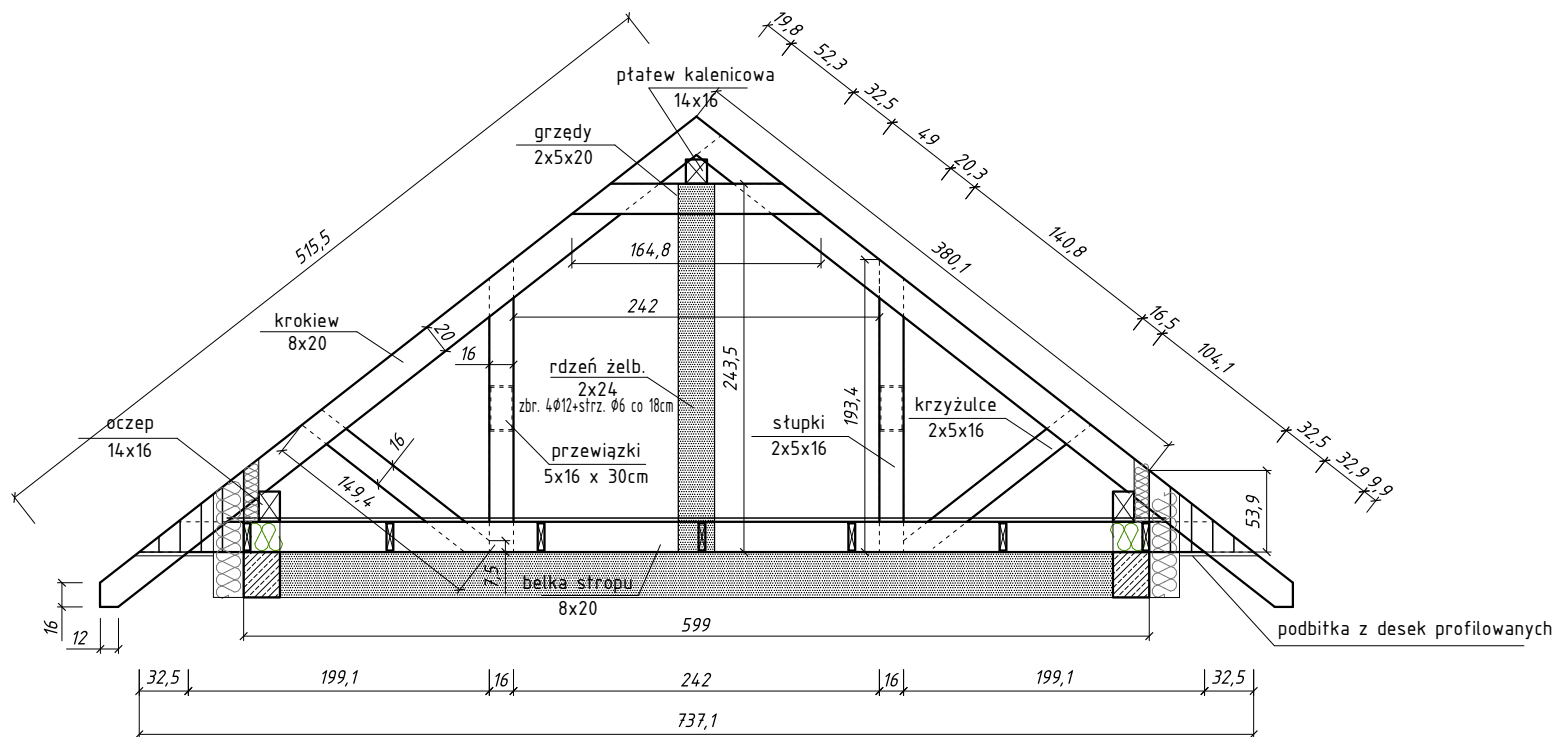 płatew kalenicowa
14x16
grzędy
2x5x20
19,8
52,3
32,5
49
20,3
140,8
16,5
104,1
32,5
32,9
9,9
515,5
380,1
164,8
242
krokiew
8x20
20
16
243,5
rdzeń żelb.
2x24
zbr. 4Ø12+strz. Ø6 co 18cm
193,4
krzyżulce
2x5x16
słupki
2x5x16
oczep
14x16
16
przewiązki
5x16 x 30cm
149,4
53,9
7,5
belka stropu
8x20
16
12
599
podbitka z desek profilowanych
32,5
199,1
16
242
16
199,1
32,5
737,1